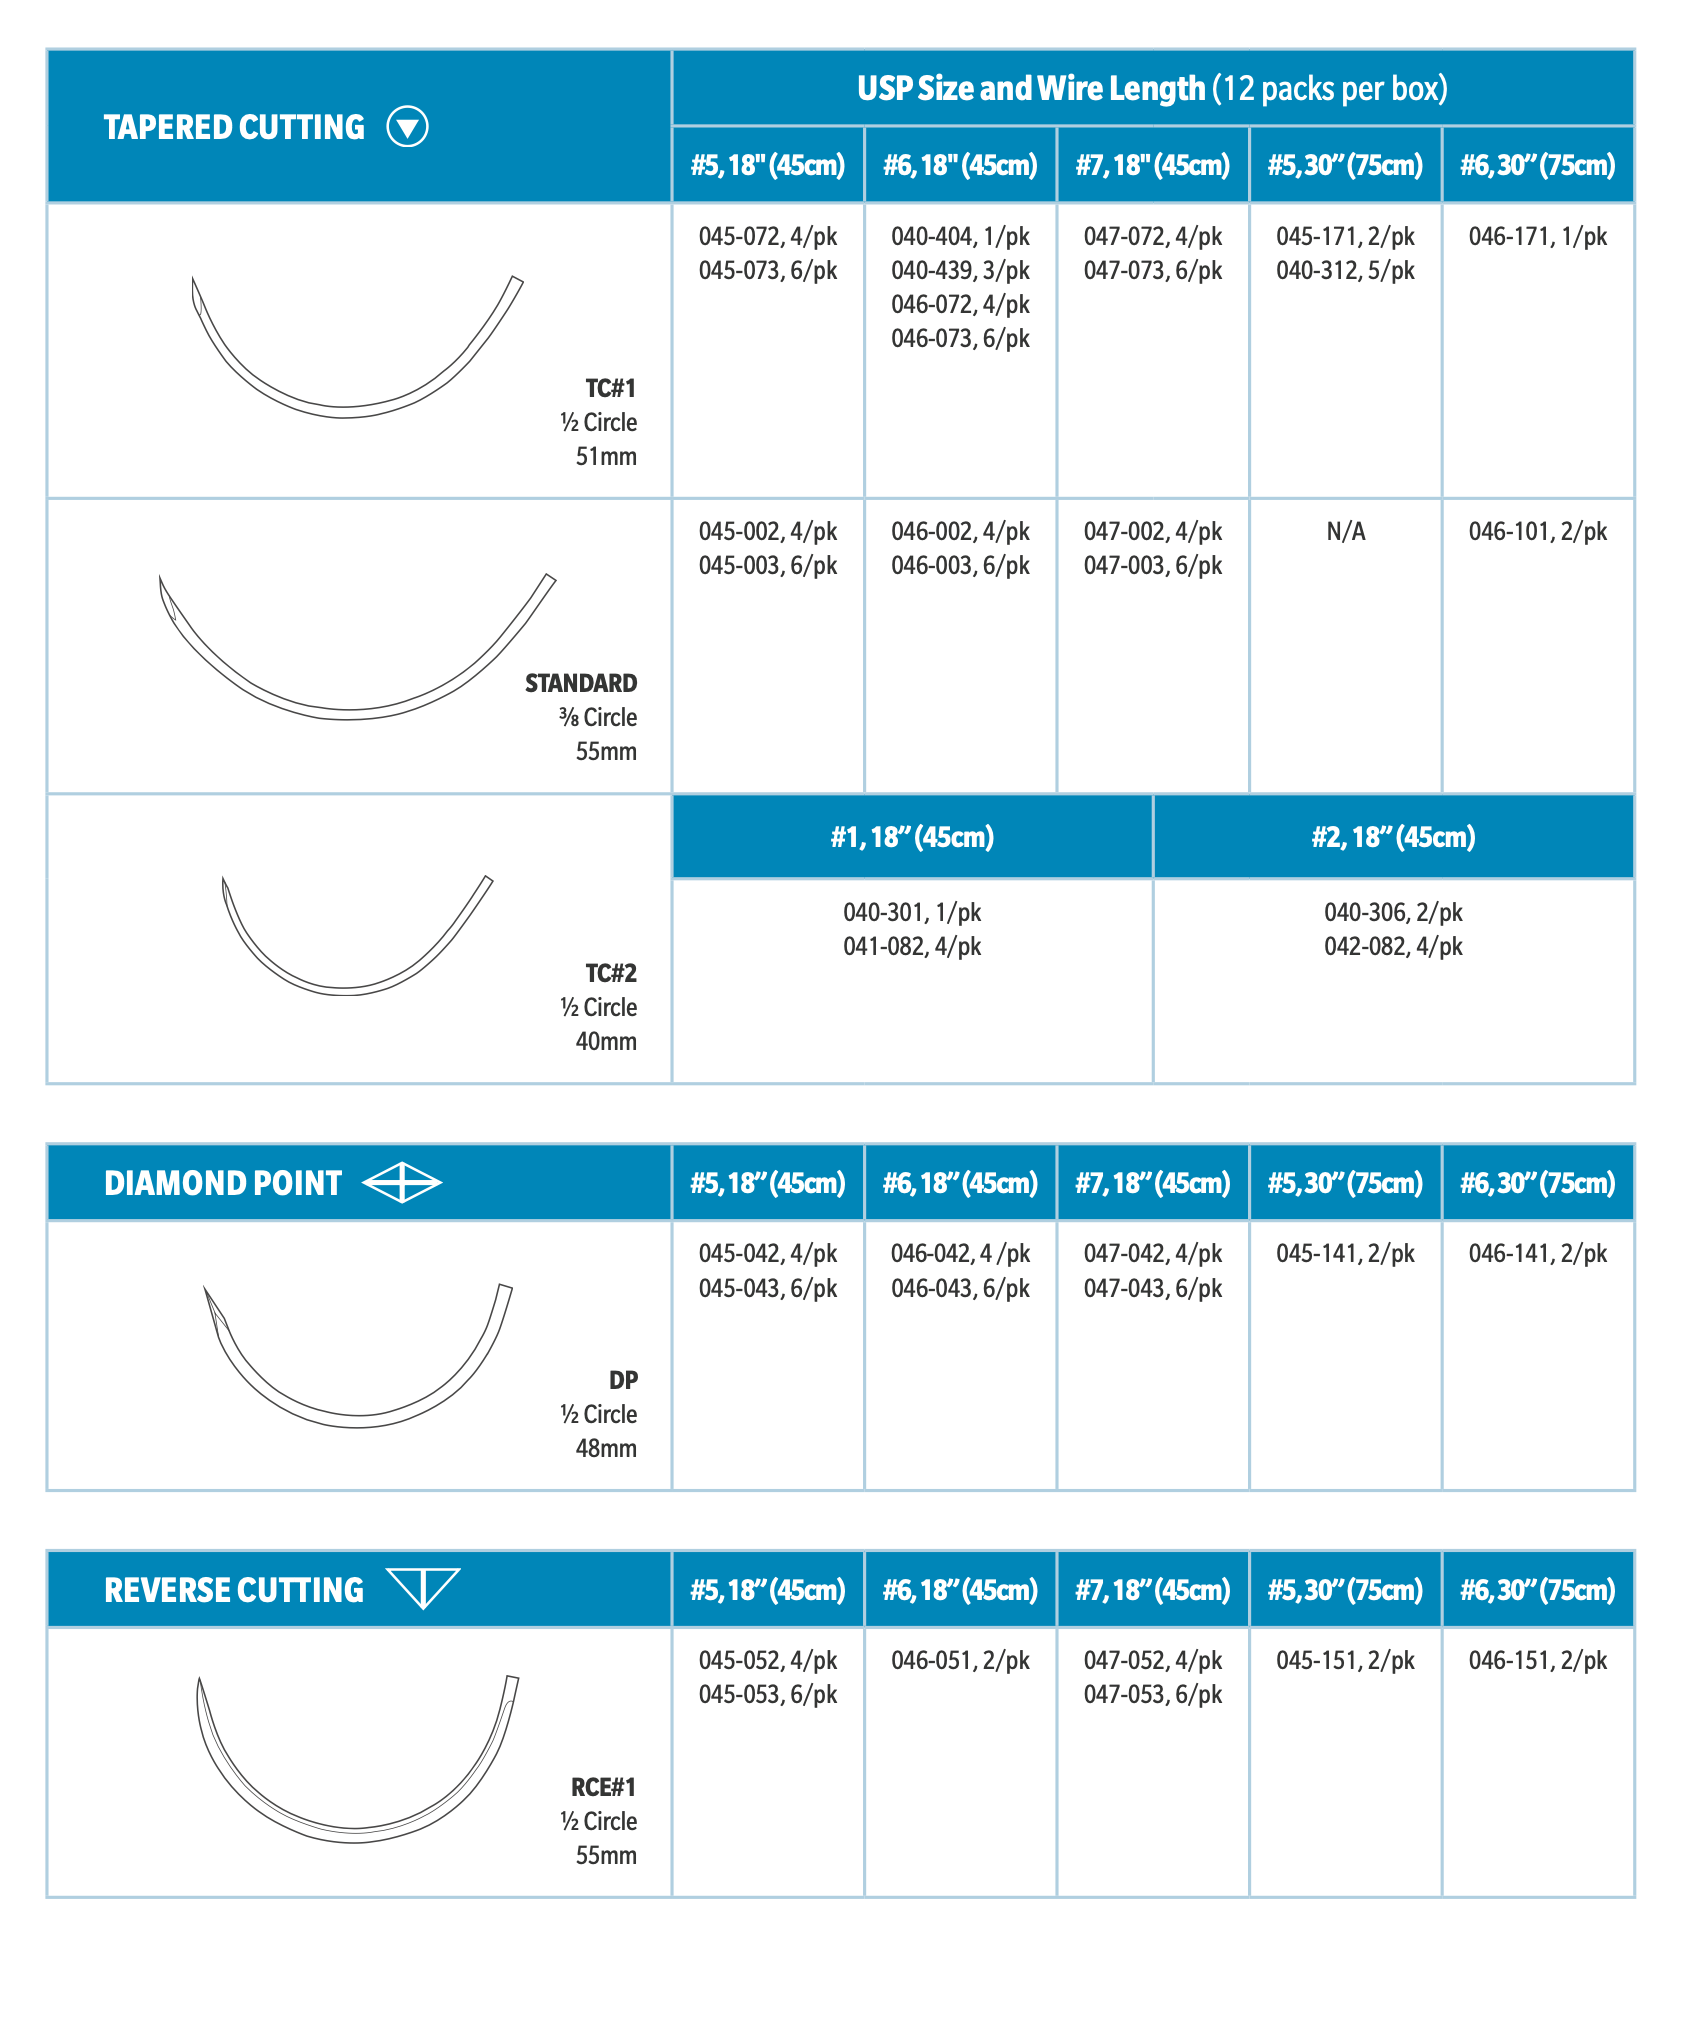 TAPERED CUTTING
USP Size and Wire Length (12 packs per box)
#5, 18" (45cm)
#6, 18" (45cm)
#7, 18" (45cm)
#5, 30” (75cm)
#6, 30” (75cm)
TC#1
½ Circle
51mm
045-072, 4/pk
045-073, 6/pk
040-404, 1/pk
040-439, 3/pk
046-072, 4/pk
046-073, 6/pk
047-072, 4/pk
047-073, 6/pk
045-171, 2/pk
040-312, 5/pk
046-171, 1/pk
STANDARD
⅜ Circle
55mm
045-002, 4/pk
045-003, 6/pk
046-002, 4/pk
046-003, 6/pk
047-002, 4/pk
047-003, 6/pk
N/A
046-101, 2/pk
TC#2
½ Circle
40mm
#1, 18” (45cm)
#2, 18” (45cm)
040-301, 1/pk
041-082, 4/pk
040-306, 2/pk
042-082, 4/pk
DIAMOND POINT
#5, 18” (45cm)
#6, 18” (45cm)
#7, 18” (45cm)
#5, 30” (75cm)
#6, 30” (75cm)
DP
½ Circle
48mm
045-042, 4/pk
045-043, 6/pk
046-042, 4 /pk
046-043, 6/pk
047-042, 4/pk
047-043, 6/pk
045-141, 2/pk
046-141, 2/pk
REVERSE CUTTING
#5, 18” (45cm)
#6, 18” (45cm)
#7, 18” (45cm)
#5, 30” (75cm)
#6, 30” (75cm)
RCE#1
½ Circle
55mm
045-052, 4/pk
045-053, 6/pk
046-051, 2/pk
047-052, 4/pk
047-053, 6/pk
045-151, 2/pk
046-151, 2/pk